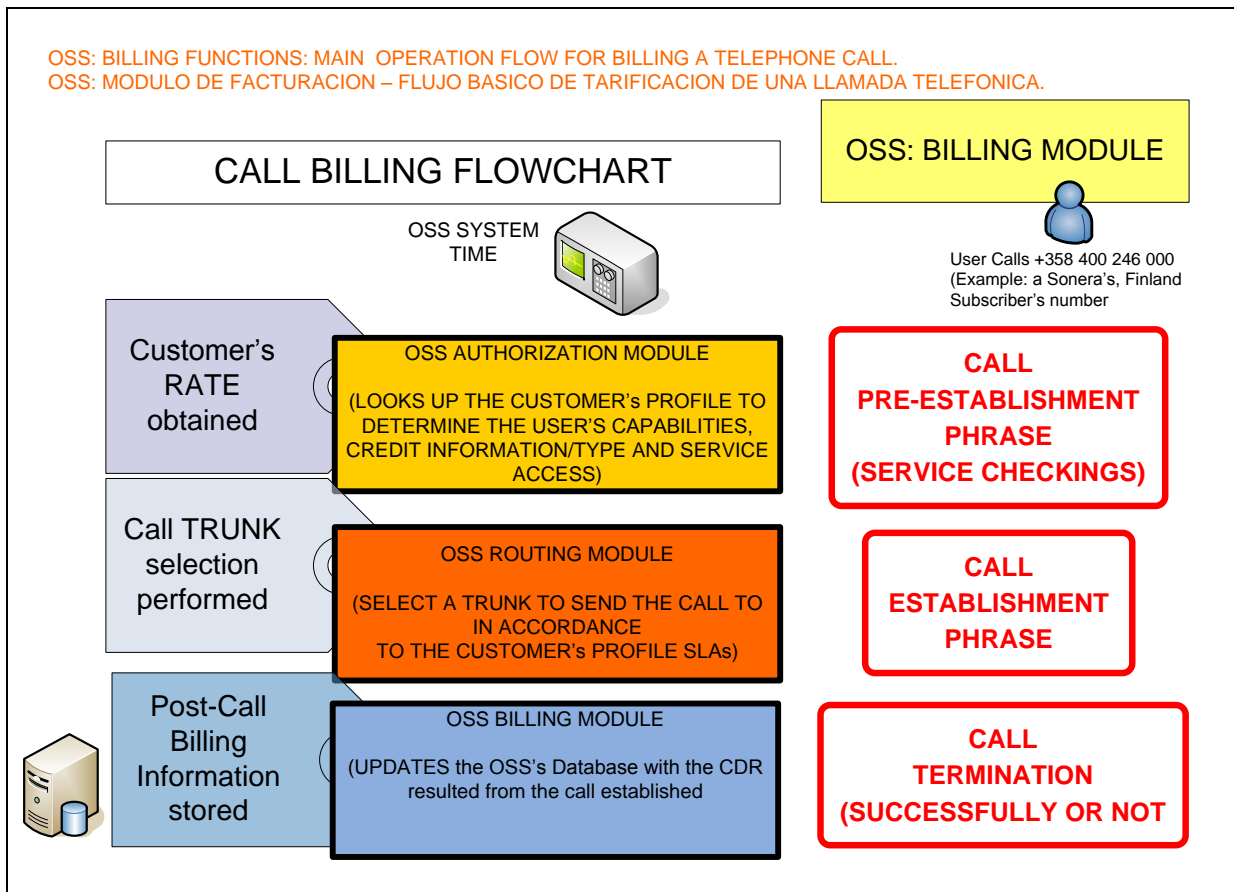 OSS: BILLING FUNCTIONS: MAIN OPERATION FLOW FOR BILLING A TELEPHONE CALL.
OSS: MODULO DE FACTURACION – FLUJO BASICO DE TARIFICACION DE UNA LLAMADA TELEFONICA.
CALL BILLING FLOWCHART
OSS: BILLING MODULE
OSS SYSTEM
TIME
User Calls +358 400 246 000
(Example: a Sonera's, Finland
Subscriber's number
Customer's
RATE
obtained
OSS AUTHORIZATION MODULE
(LOOKS UP THE CUSTOMER's PROFILE TO
DETERMINE THE USER'S CAPABILITIES,
CREDIT INFORMATION/TYPE AND SERVICE
ACCESS)
CALL
PRE-ESTABLISHMENT
PHRASE
(SERVICE CHECKINGS)
Call TRUNK
selection
performed
OSS ROUTING MODULE
(SELECT A TRUNK TO SEND THE CALL TO
IN ACCORDANCE
TO THE CUSTOMER's PROFILE SLAs)
CALL
ESTABLISHMENT
PHRASE
Post-Call
Billing
Information
stored
OSS BILLING MODULE
(UPDATES the OSS's Database with the CDR
resulted from the call established
CALL
TERMINATION
(SUCCESSFULLY OR NOT